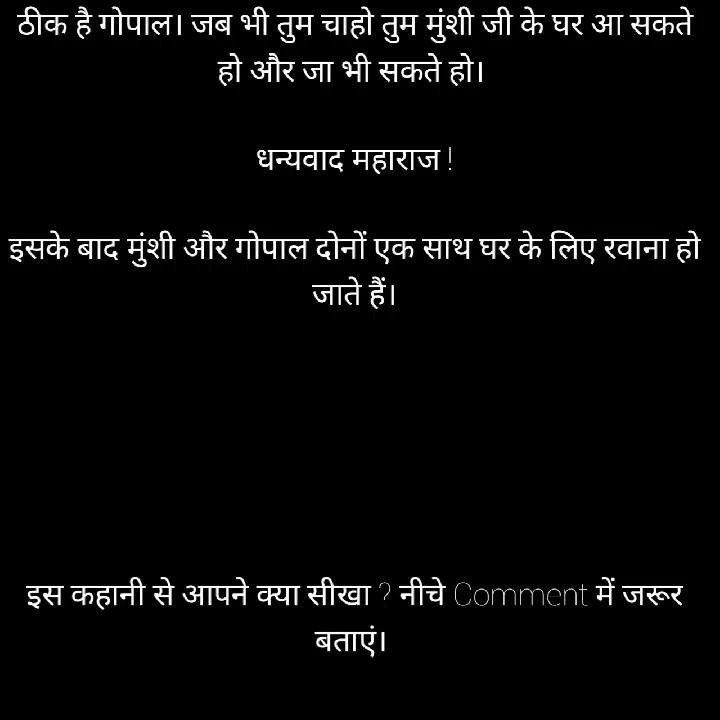 ठीक है गोपाल। जब भी तुम चाहो तुम मुंशी जी के घर आ सकते
हो और जा भी सकते हो।
धन्यवाद महाराज !
इसके बाद मुंशी और गोपाल दोनों एक साथ घर के लिए रवाना हो
जाते हैं।
इस कहानी से आपने क्या सीखा ? नीचे Comment में जरूर
बताएं।